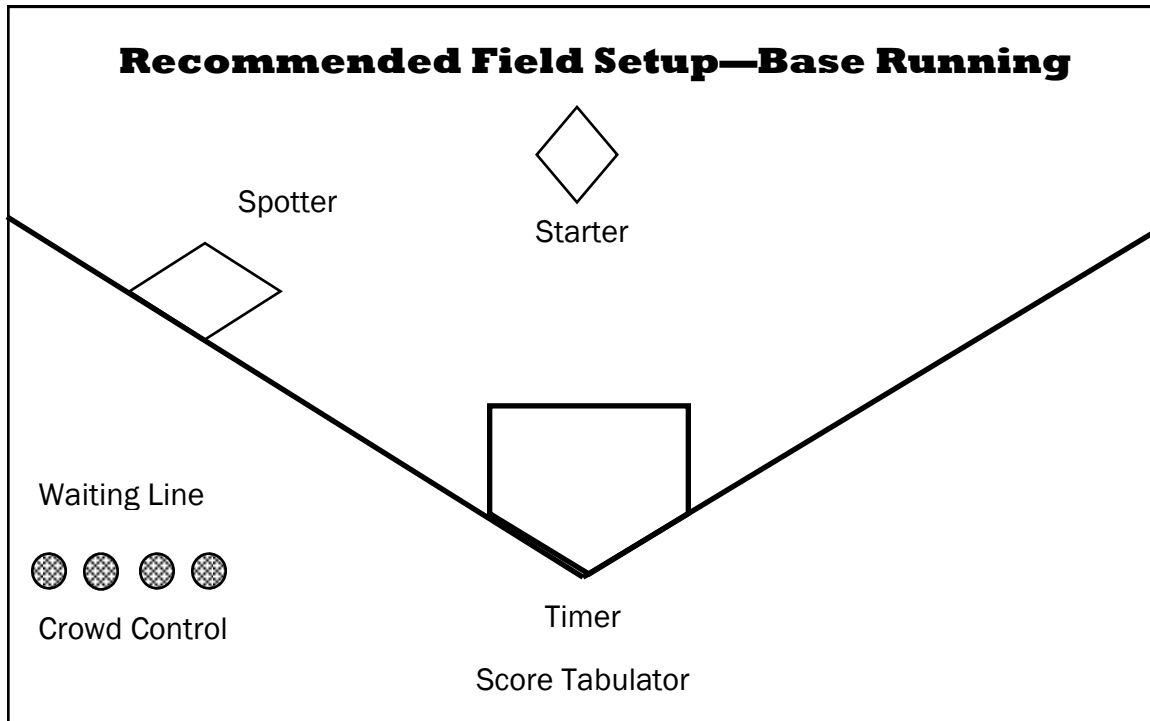 Recommended Field Setup—Base Running
Spotter
Starter
Waiting Line
Crowd Control
Timer
Score Tabulator